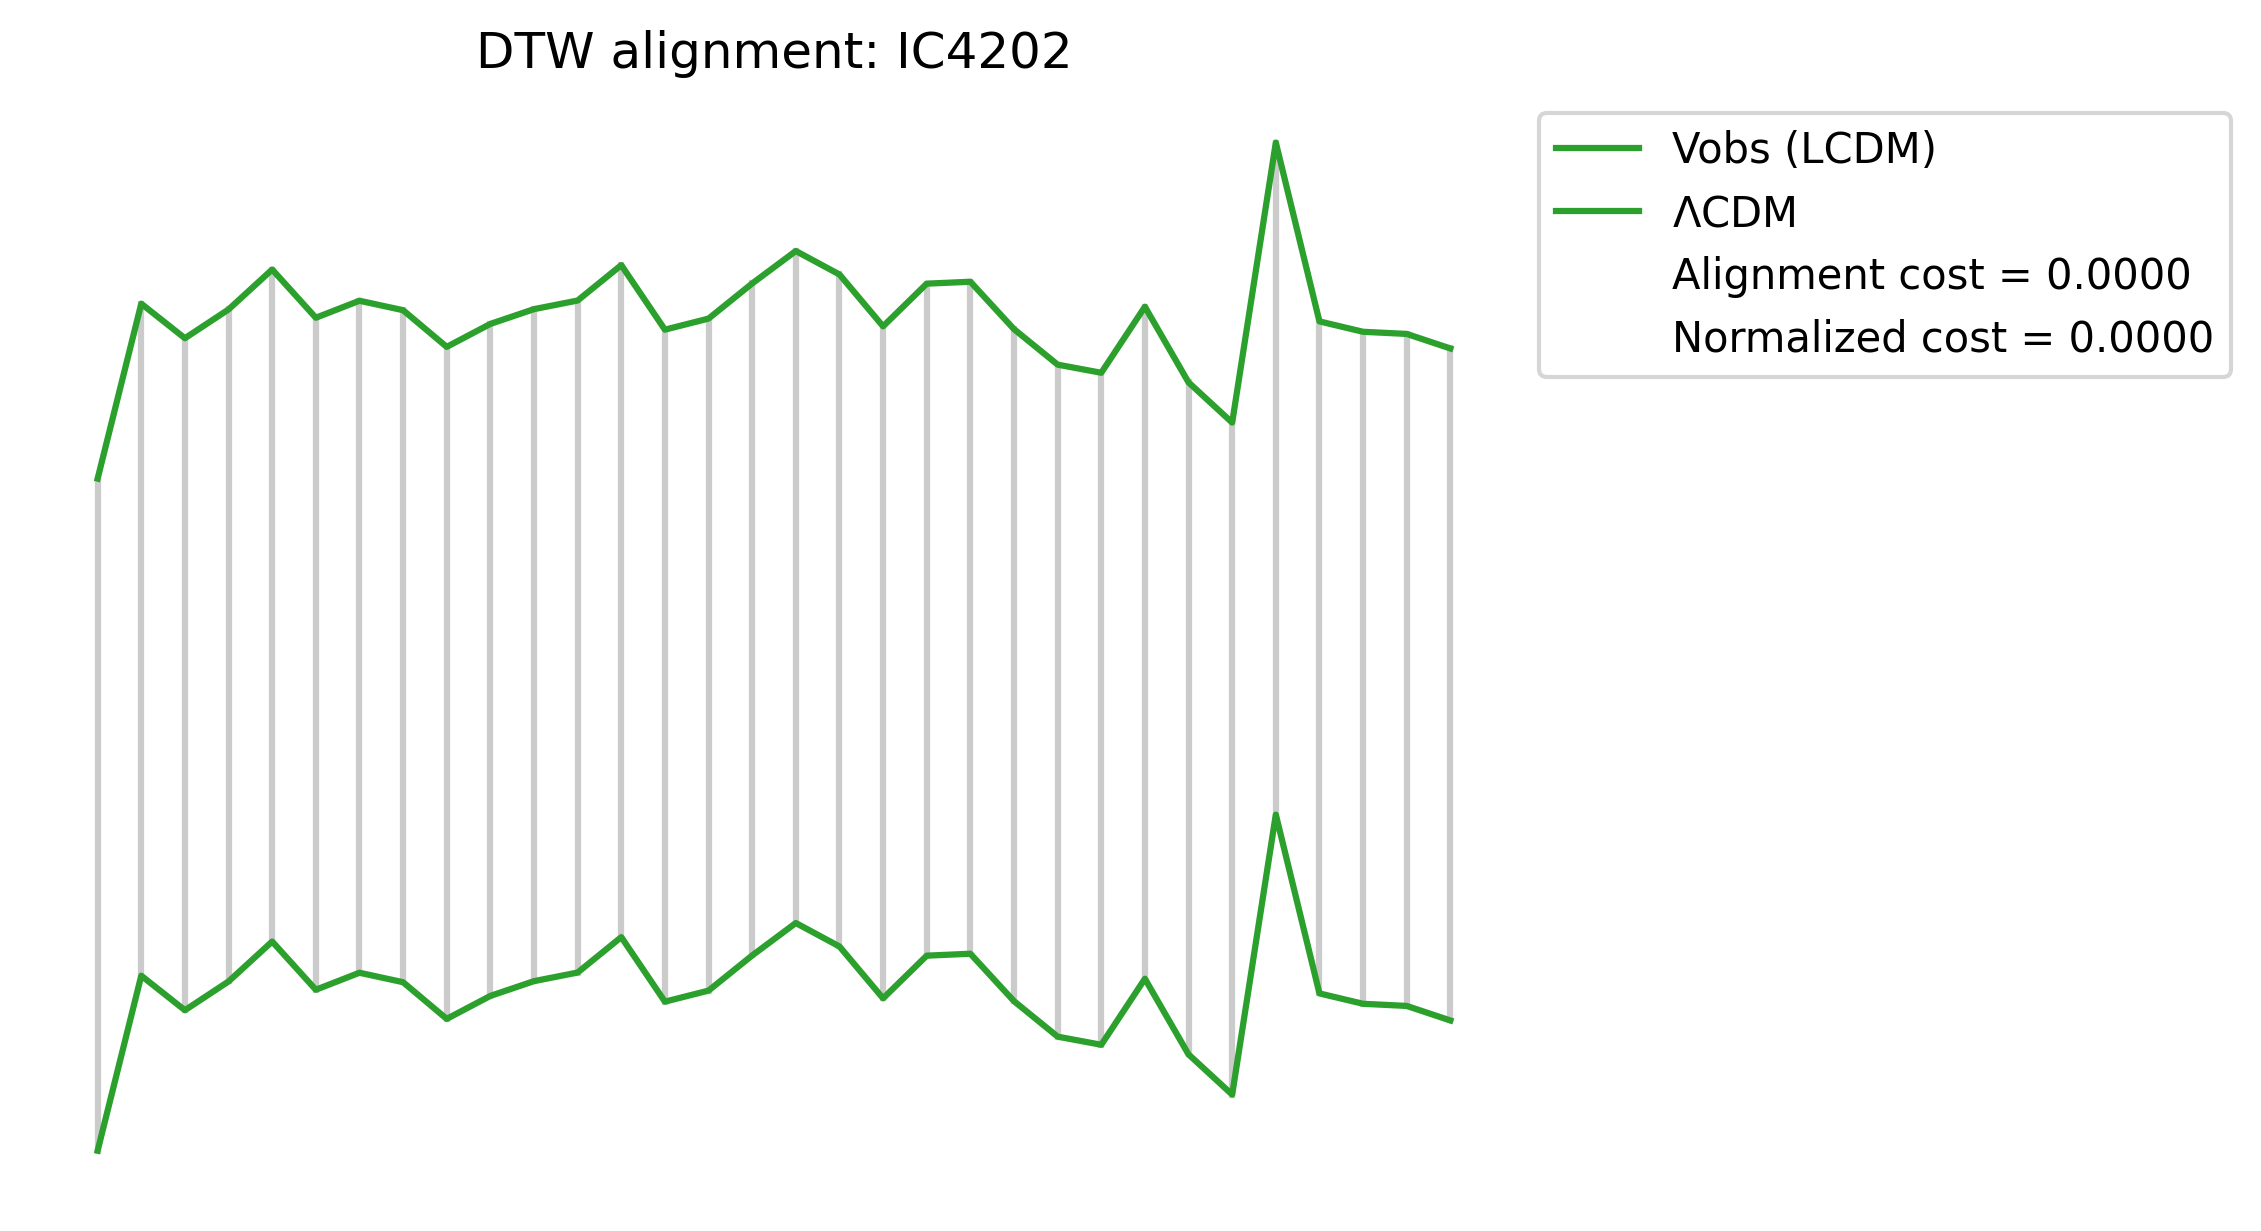 DTW alignment: IC4202
Vobs (LCDM)
ΛCDM
Alignment cost = 0.0000
Normalized cost = 0.0000